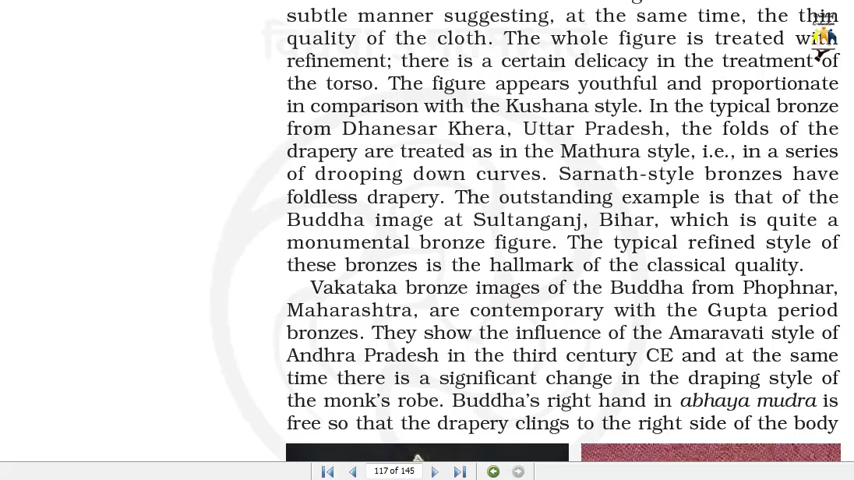 subtle manner suggesting, at the same time, the thin
quality of the cloth. The whole figure is treated with
refinement; there is a certain delicacy in the treatment of
the torso. The figure appears youthful and proportionate
in comparison with the Kushana style. In the typical bronze
from Dhanesar Khera, Uttar Pradesh, the folds of the
drapery are treated as in the Mathura style, i.e., in a series
of drooping down curves. Sarnath-style bronzes have
foldless drapery. The outstanding example is that of the
Buddha image at Sultanganj, Bihar, which is quite a
monumental bronze figure. The typical refined style of
these bronzes is the hallmark of the classical quality.
Vakataka bronze images of the Buddha from Phophnar,
Maharashtra, are contemporary with the Gupta period
bronzes. They show the influence of the Amaravati style of
Andhra Pradesh in the third century CE and at the same
time there is a significant change in the draping style of
the monk's robe. Buddha's right hand in abhaya mudra is
free so that the drapery clings to the right side of the body
117 of 145